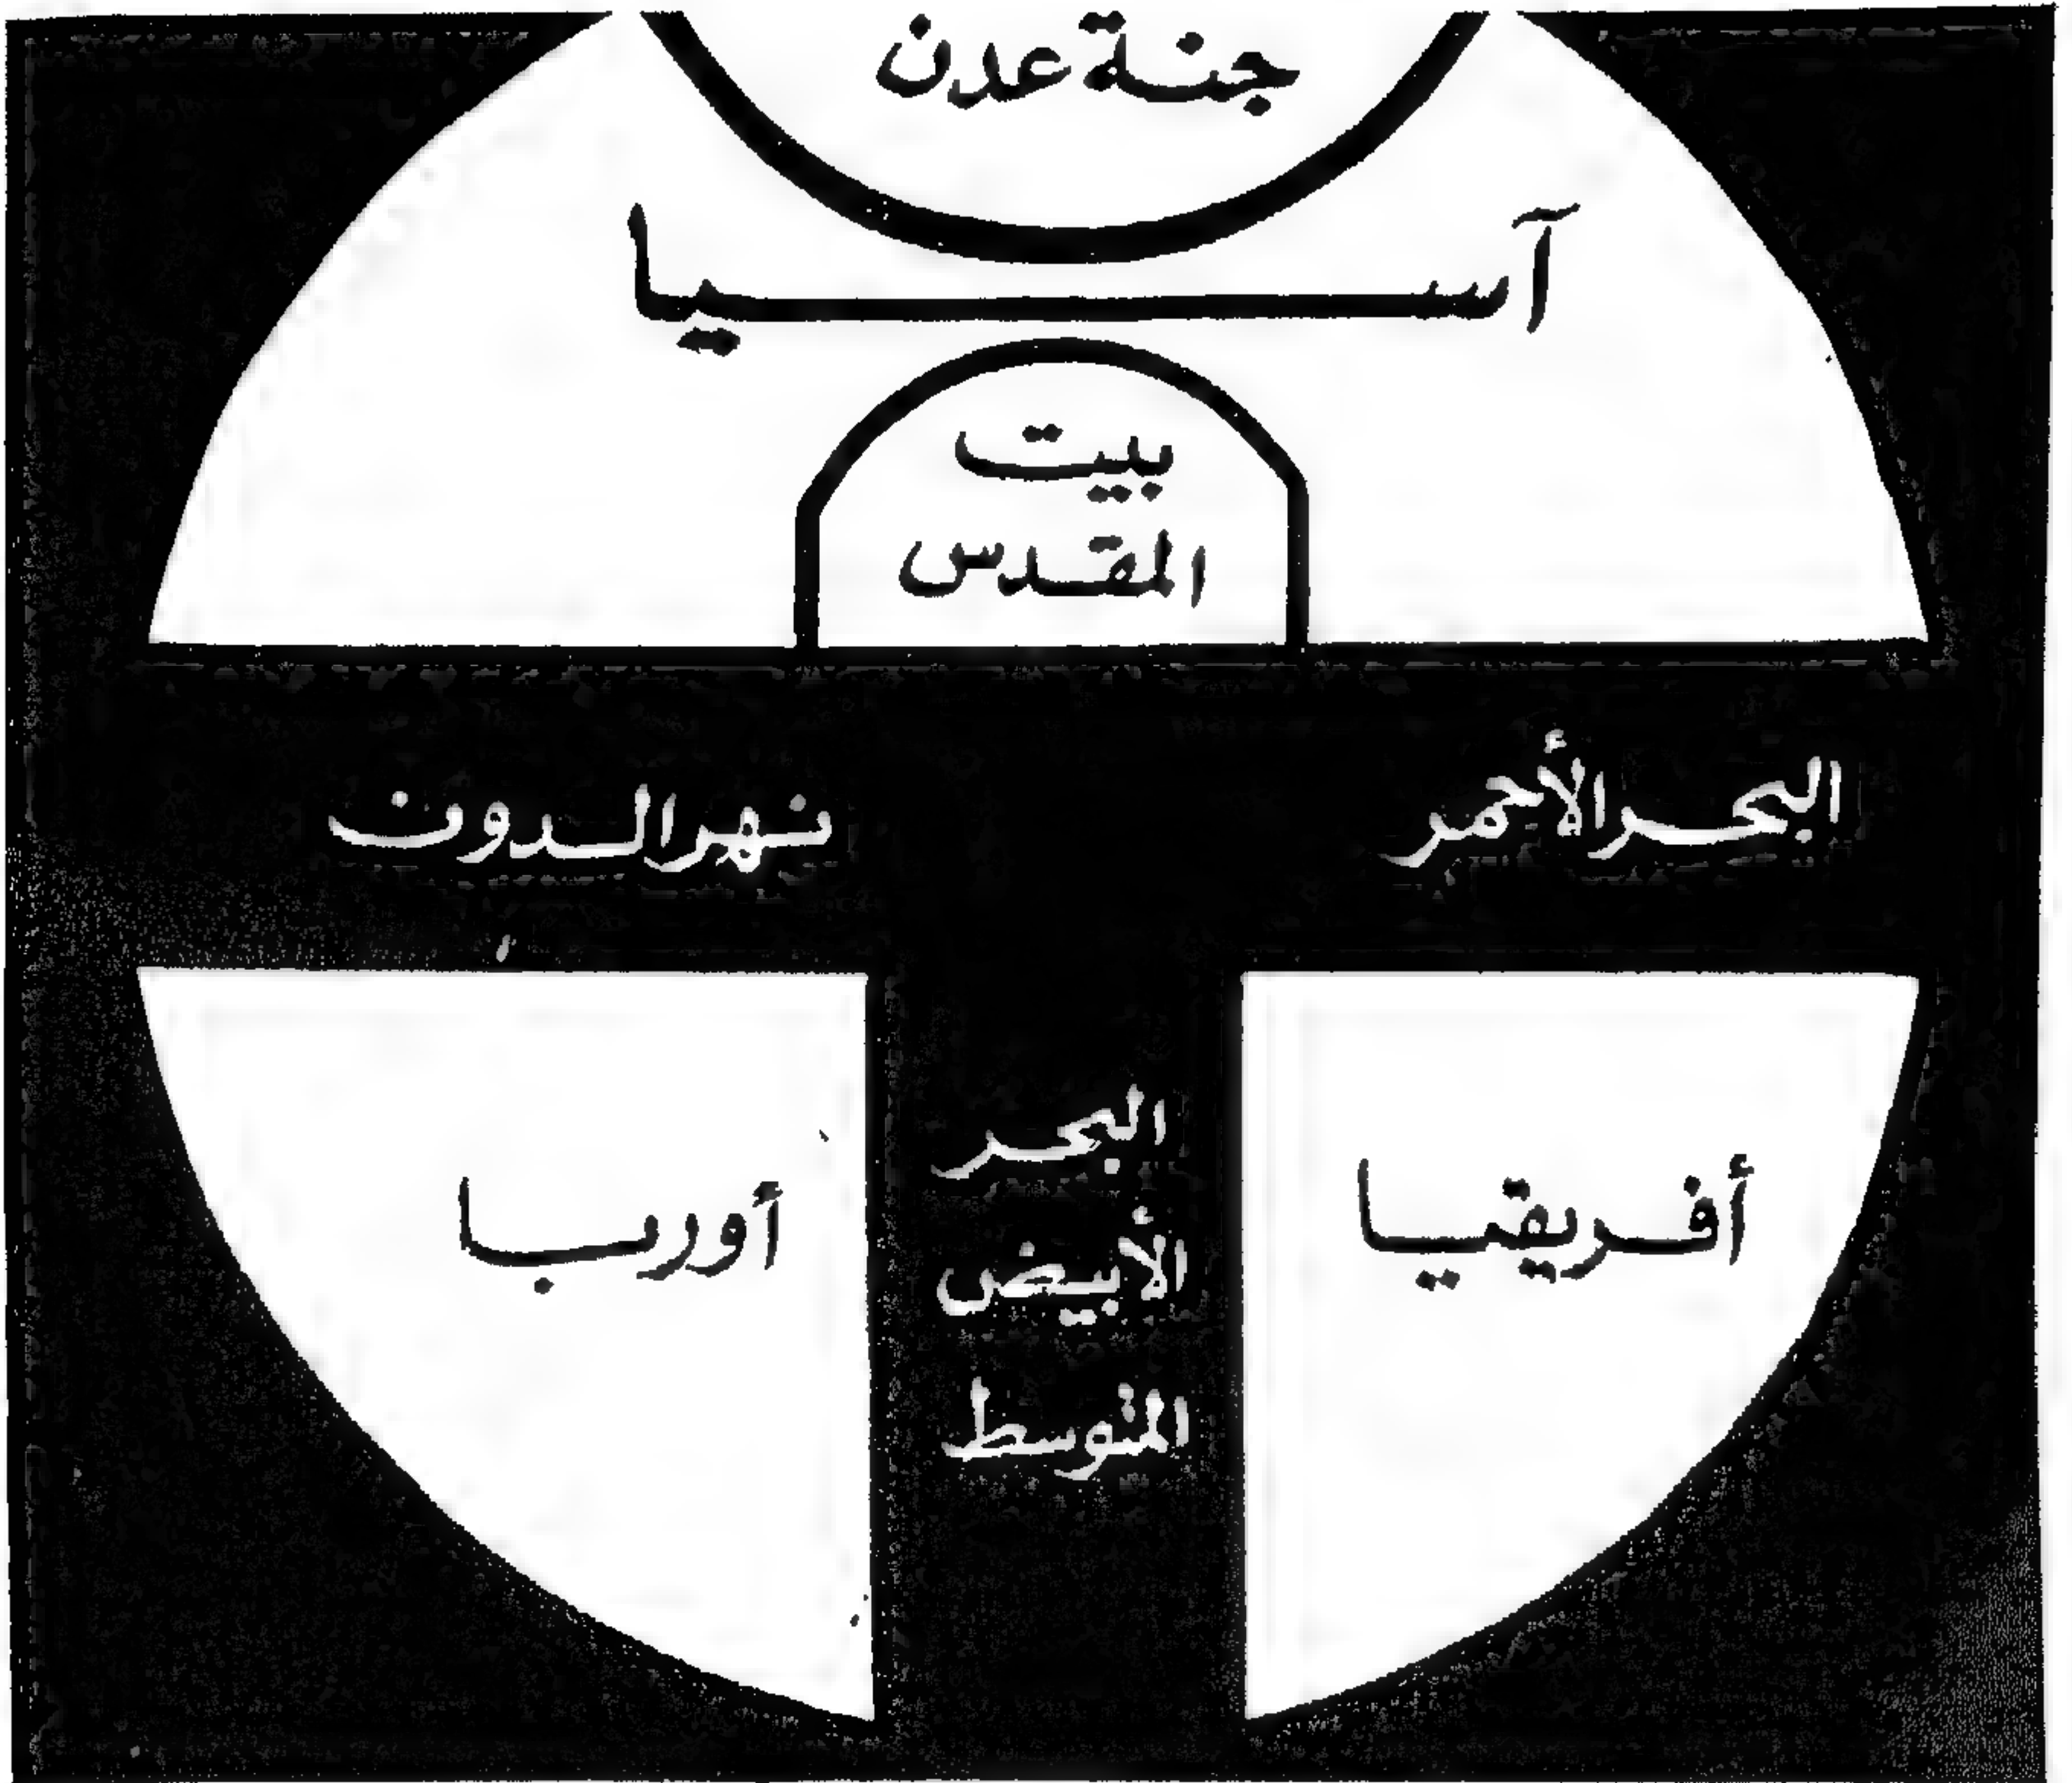 جنة عدن
آسيا
بيت
المقدس
البحر الأحمر
نهر الدون
أفريقيا
أوربا
البحر
الأبيض
المتوسط